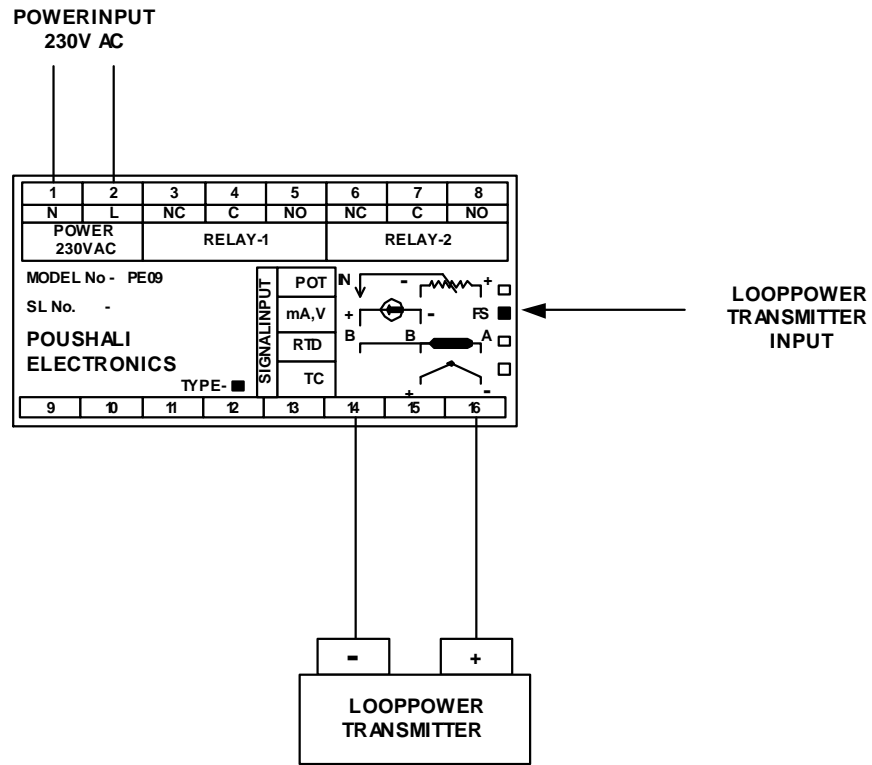 POWERINPUT
230V AC
1 2 3 4 5 6 7 8
N L NC C NO NC C NO
POWER
230VAC
RELAY-1
RELAY-2
MODEL No - PE09
SL No. -
POUSHALI
ELECTRONICS
TYPE-
SIGNALINPUT
POT
mA,V
RTD
TC
IN - +
+ - FS
B B A
+ -
9 10 11 12 13 14 15 16
LOOPPOWER
TRANSMITTER
INPUT
- +
LOOPPOWER
TRANSMITTER